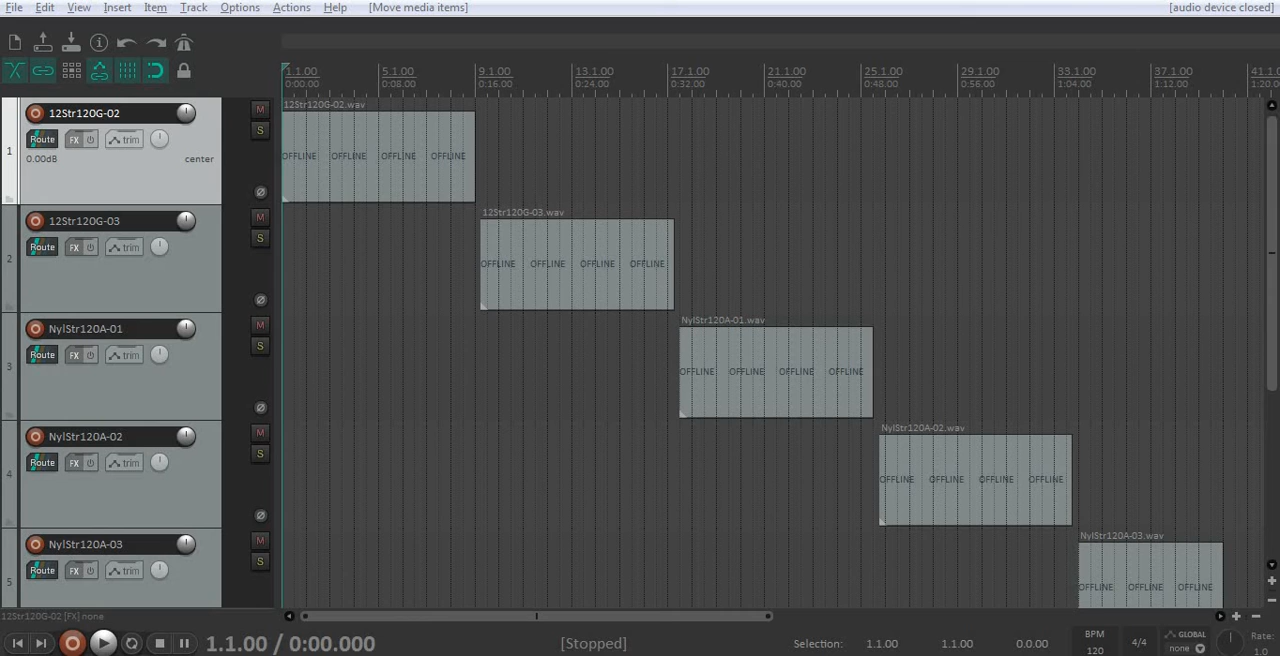 File Edit View Insert Item Track Options Actions Help [Move media items] [audio device closed]
1.1.00 5.1.00 9.1.00 13.1.00 17.1.00 21.1.00 25.1.00 29.1.00 33.1.00 37.1.00 41.1.0
0:00.00 0:08.00 0:16.00 0:24.00 0:32.00 0:40.00 0:48.00 0:56.00 1:04.00 1:12.00 1:20.00
12Str120G-02.wav
1 12Str120G-02 M
Route FX trim S
0.00dB center
OFFLINE OFFLINE OFFLINE OFFLINE
12Str120G-03.wav
2 12Str120G-03 M
Route FX trim S
OFFLINE OFFLINE OFFLINE OFFLINE
NylStr120A-01.wav
3 NylStr120A-01 M
Route FX trim S
OFFLINE OFFLINE OFFLINE OFFLINE
NylStr120A-02.wav
4 NylStr120A-02 M
Route FX trim S
OFFLINE OFFLINE OFFLINE OFFLINE
NylStr120A-03.wav
5 NylStr120A-03 M
Route FX trim S
OFFLINE OFFLINE OFFLINE
12Str120G-02 [FX] none
1.1.00 / 0:00.000 [Stopped] Selection: 1.1.00 1.1.00 0.0.00 BPM 120 4/4 GLOBAL none Rate: 1.0